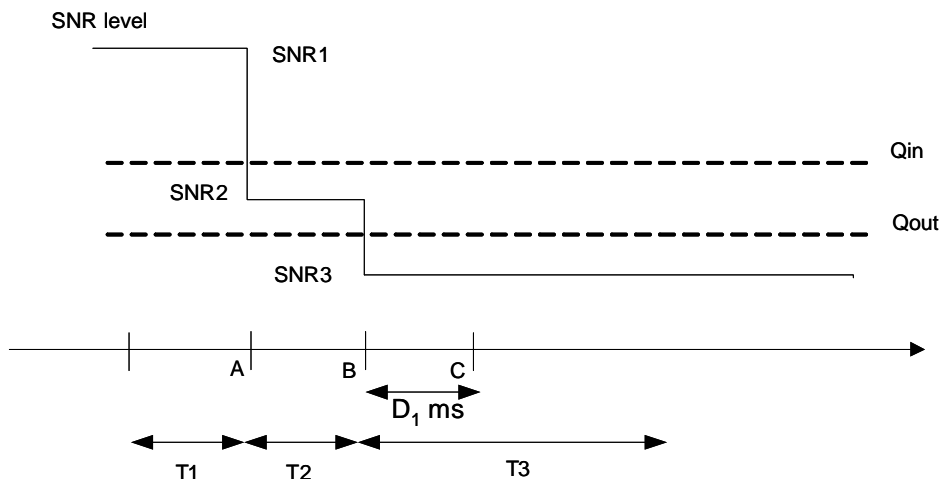 SNR level
SNR1
Qin
SNR2
Qout
SNR3
A
B
C
D₁ ms
T1
T2
T3